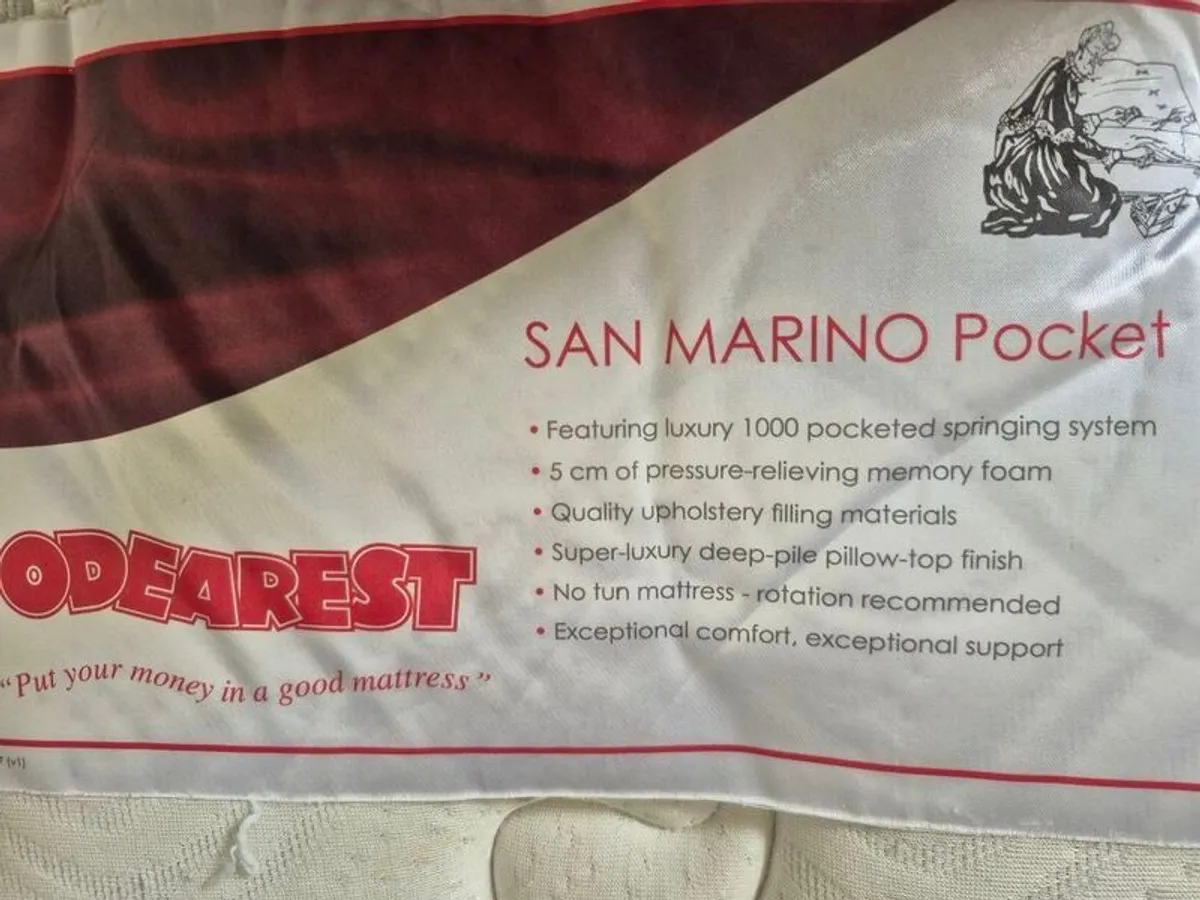 SAN MARINO Pocket
• Featuring luxury 1000 pocketed springing system
• 5 cm of pressure-relieving memory foam
• Quality upholstery filling materials
• Super-luxury deep-pile pillow-top finish
• No tun mattress - rotation recommended
• Exceptional comfort, exceptional support
ODEAREST
“Put your money in a good mattress”
(v1)